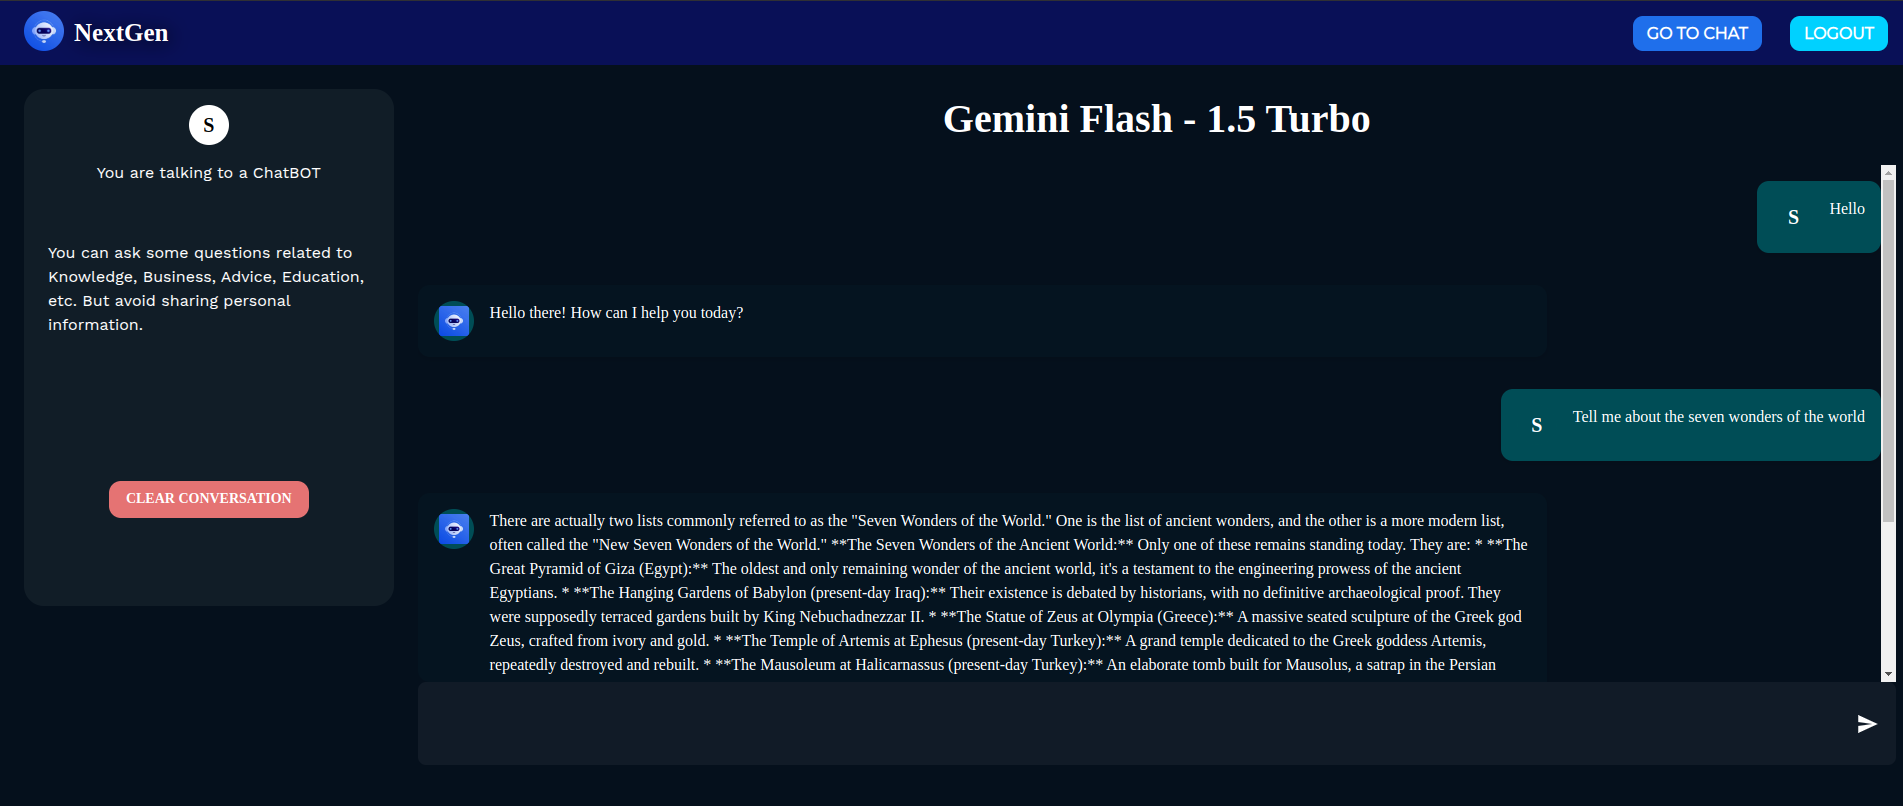 NextGen
GO TO CHAT
LOGOUT
S
You are talking to a ChatBOT
You can ask some questions related to
Knowledge, Business, Advice, Education,
etc. But avoid sharing personal
information.
CLEAR CONVERSATION
Gemini Flash - 1.5 Turbo
S
Hello
Hello there! How can I help you today?
S
Tell me about the seven wonders of the world
There are actually two lists commonly referred to as the "Seven Wonders of the World." One is the list of ancient wonders, and the other is a more modern list,
often called the "New Seven Wonders of the World." **The Seven Wonders of the Ancient World:** Only one of these remains standing today. They are: * **The
Great Pyramid of Giza (Egypt):** The oldest and only remaining wonder of the ancient world, it's a testament to the engineering prowess of the ancient
Egyptians. * **The Hanging Gardens of Babylon (present-day Iraq):** Their existence is debated by historians, with no definitive archaeological proof. They
were supposedly terraced gardens built by King Nebuchadnezzar II. * **The Statue of Zeus at Olympia (Greece):** A massive seated sculpture of the Greek god
Zeus, crafted from ivory and gold. * **The Temple of Artemis at Ephesus (present-day Turkey):** A grand temple dedicated to the Greek goddess Artemis,
repeatedly destroyed and rebuilt. * **The Mausoleum at Halicarnassus (present-day Turkey):** An elaborate tomb built for Mausolus, a satrap in the Persian